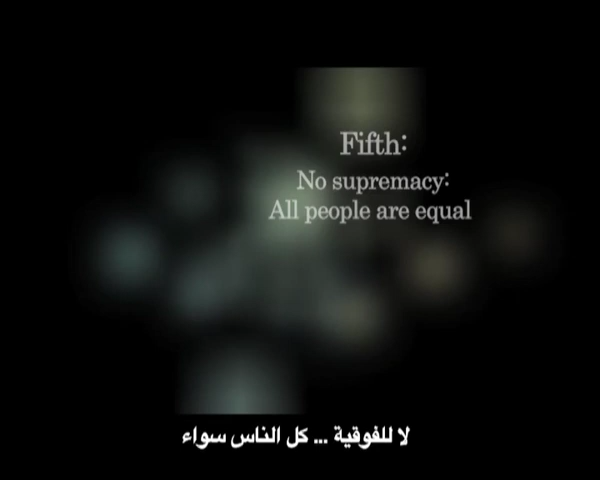 Fifth:
No supremacy:
All people are equal
لا للفوقية ... كل الناس سواء